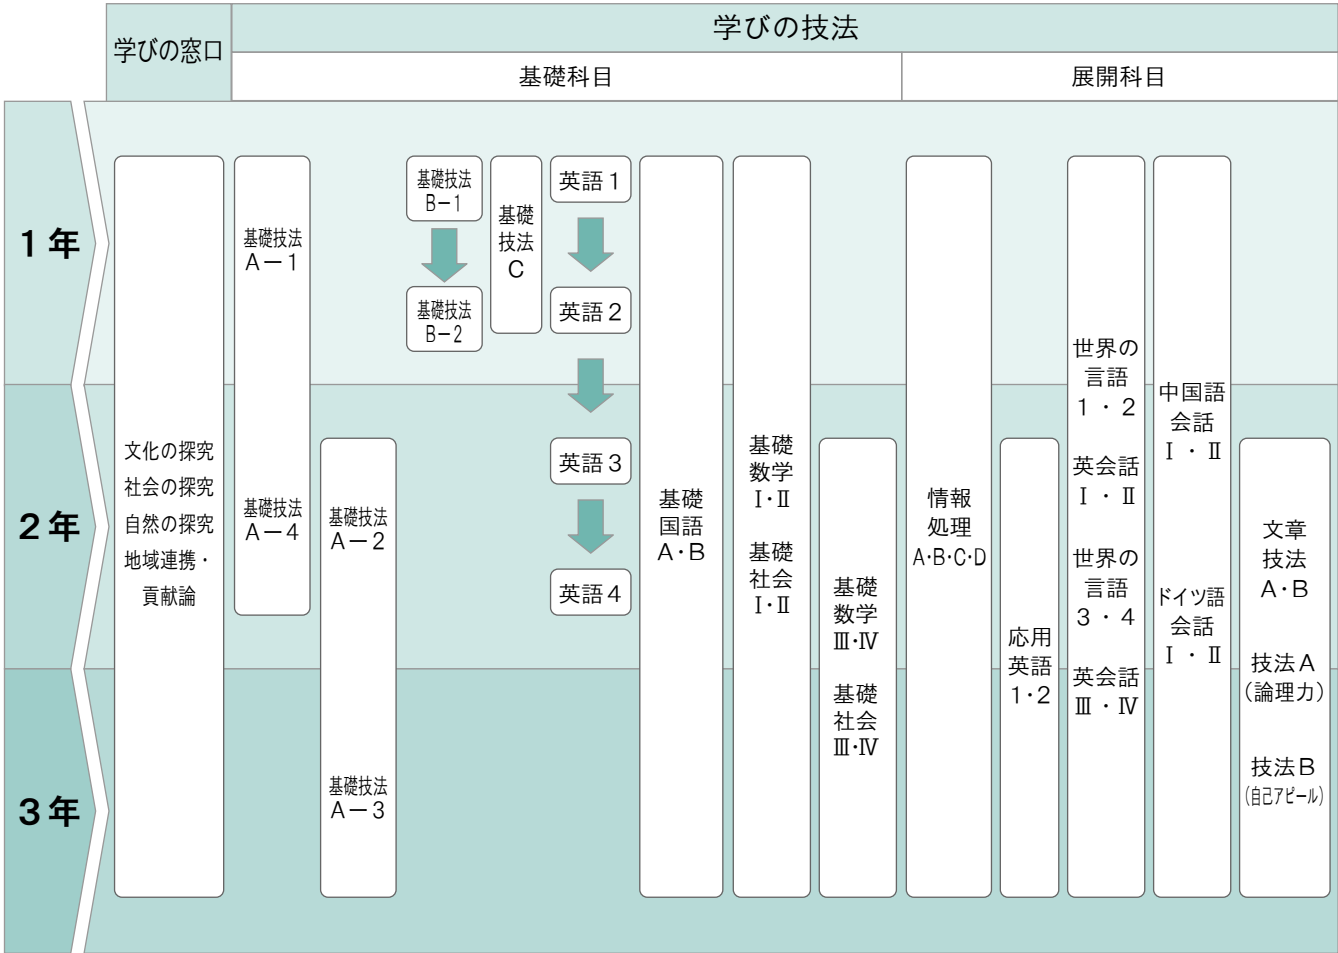 学びの窓口
学びの技法
基礎科目
展開科目
1年
2年
3年
文化の探究
社会の探究
自然の探究
地域連携・
貢献論
基礎技法
A－1
基礎技法
A－4
基礎技法
A－2
基礎技法
A－3
基礎技法
B－1
基礎技法
B－2
基礎
技法
C
英語1
英語2
英語3
英語4
基礎
国語
A・B
基礎
数学
Ⅰ・Ⅱ
基礎
社会
Ⅰ・Ⅱ
基礎
数学
Ⅲ・Ⅳ
基礎
社会
Ⅲ・Ⅳ
情報
処理
A・B・C・D
応用
英語
1・2
世界の
言語
1・2
英会話
Ⅰ・Ⅱ
世界の
言語
3・4
英会話
Ⅲ・Ⅳ
中国語
会話
Ⅰ・Ⅱ
ドイツ語
会話
Ⅰ・Ⅱ
文章
技法
A・B
技法A
（論理力）
技法B
（自己アピール）